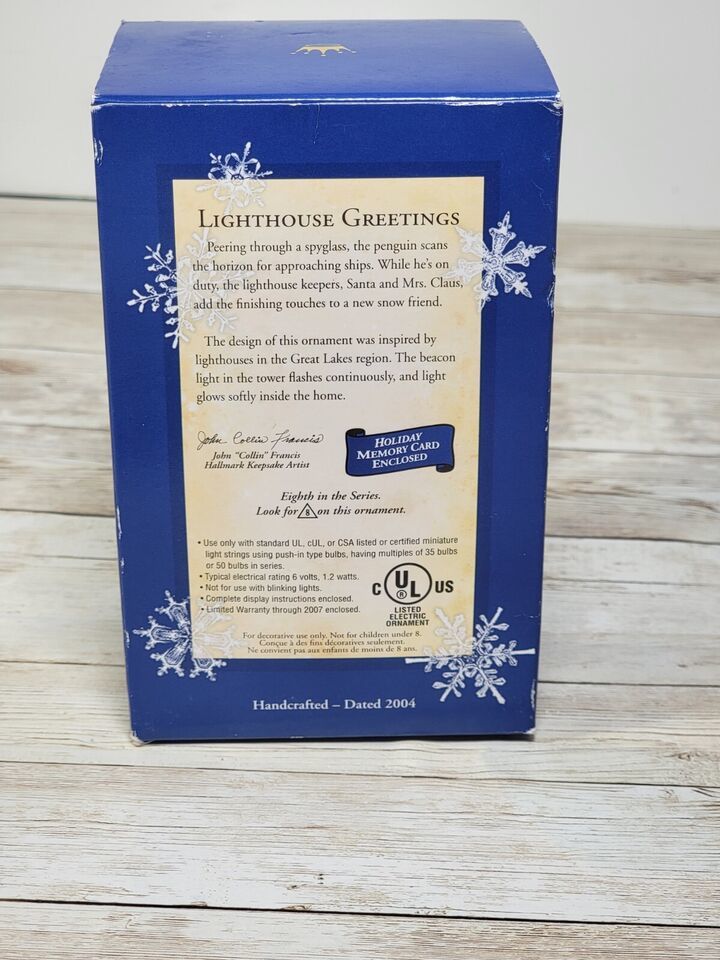 LIGHTHOUSE GREETINGS
Peering through a spyglass, the penguin scans
the horizon for approaching ships. While he's on
duty, the lighthouse keepers, Santa and Mrs. Claus,
add the finishing touches to a new snow friend.
The design of this ornament was inspired by
lighthouses in the Great Lakes region. The beacon
light in the tower flashes continuously, and light
glows softly inside the home.
John Collin Francis
John "Collin" Francis
Hallmark Keepsake Artist
HOLIDAY
MEMORY CARD
ENCLOSED
Eighth in the Series.
Look for 8 on this ornament.
• Use only with standard UL, cUL, or CSA listed or certified miniature
light strings using push-in type bulbs, having multiples of 35 bulbs
or 50 bulbs in series.
• Typical electrical rating 6 volts, 1.2 watts.
• Not for use with blinking lights.
• Complete display instructions enclosed.
• Limited Warranty through 2007 enclosed.
C UL ® US
LISTED
ELECTRIC
ORNAMENT
For decorative use only. Not for children under 8.
Conçue à des fins décoratives seulement.
Ne convient pas aux enfants de moins de 8 ans.
Handcrafted – Dated 2004